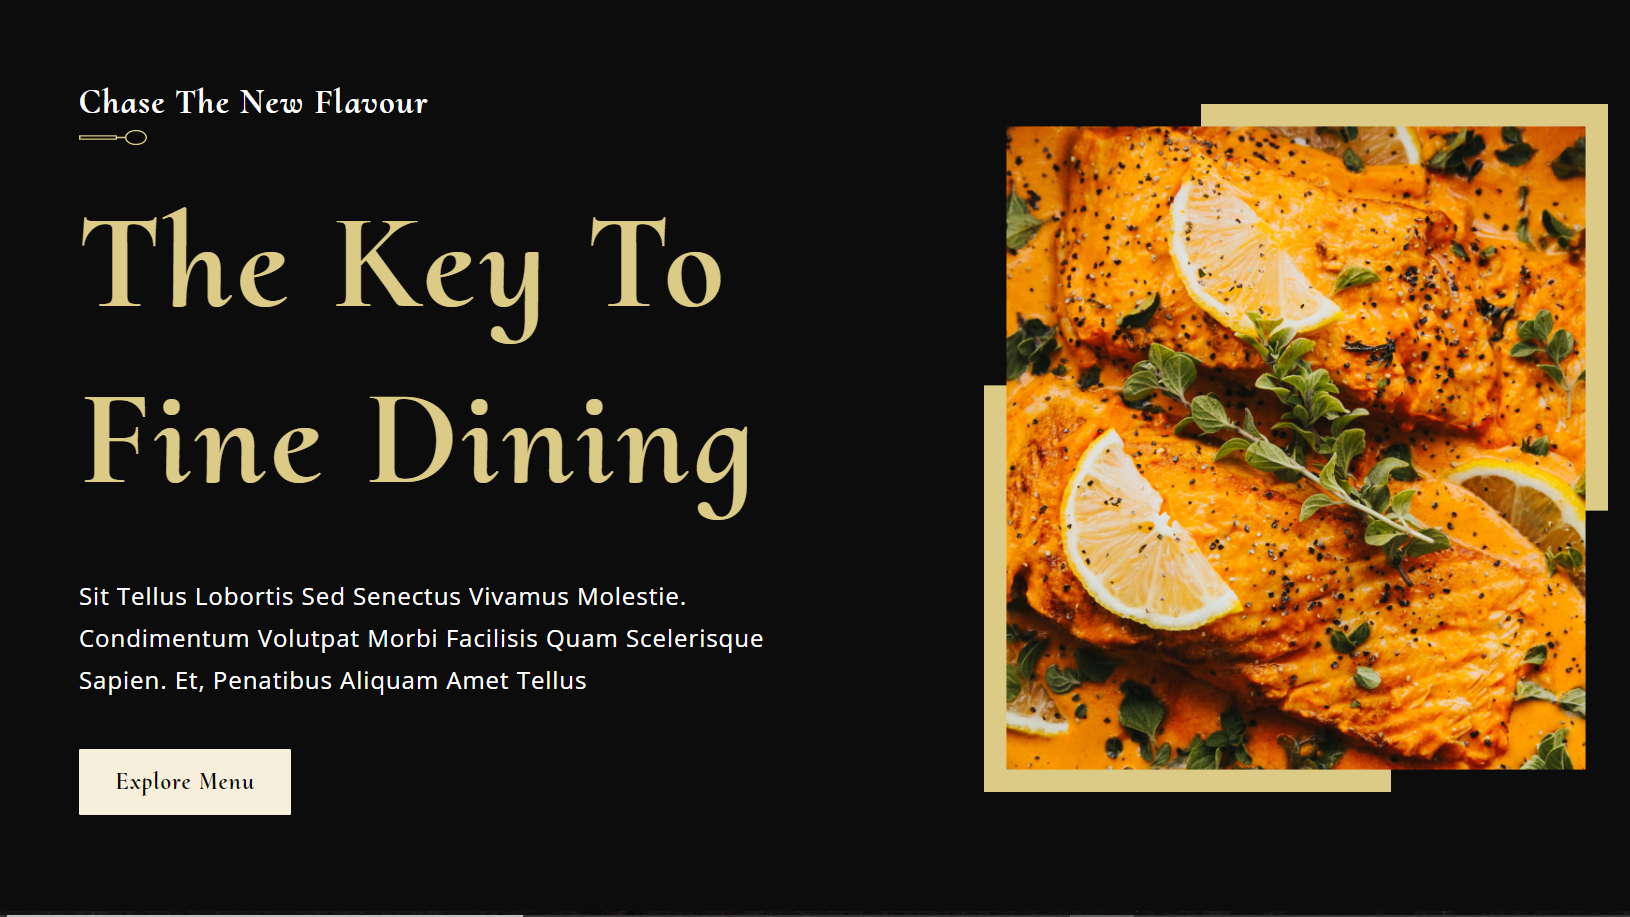 Chase The New Flavour
The Key To
Fine Dining
Sit Tellus Lobortis Sed Senectus Vivamus Molestie.
Condimentum Volutpat Morbi Facilisis Quam Scelerisque
Sapien. Et, Penatibus Aliquam Amet Tellus
Explore Menu